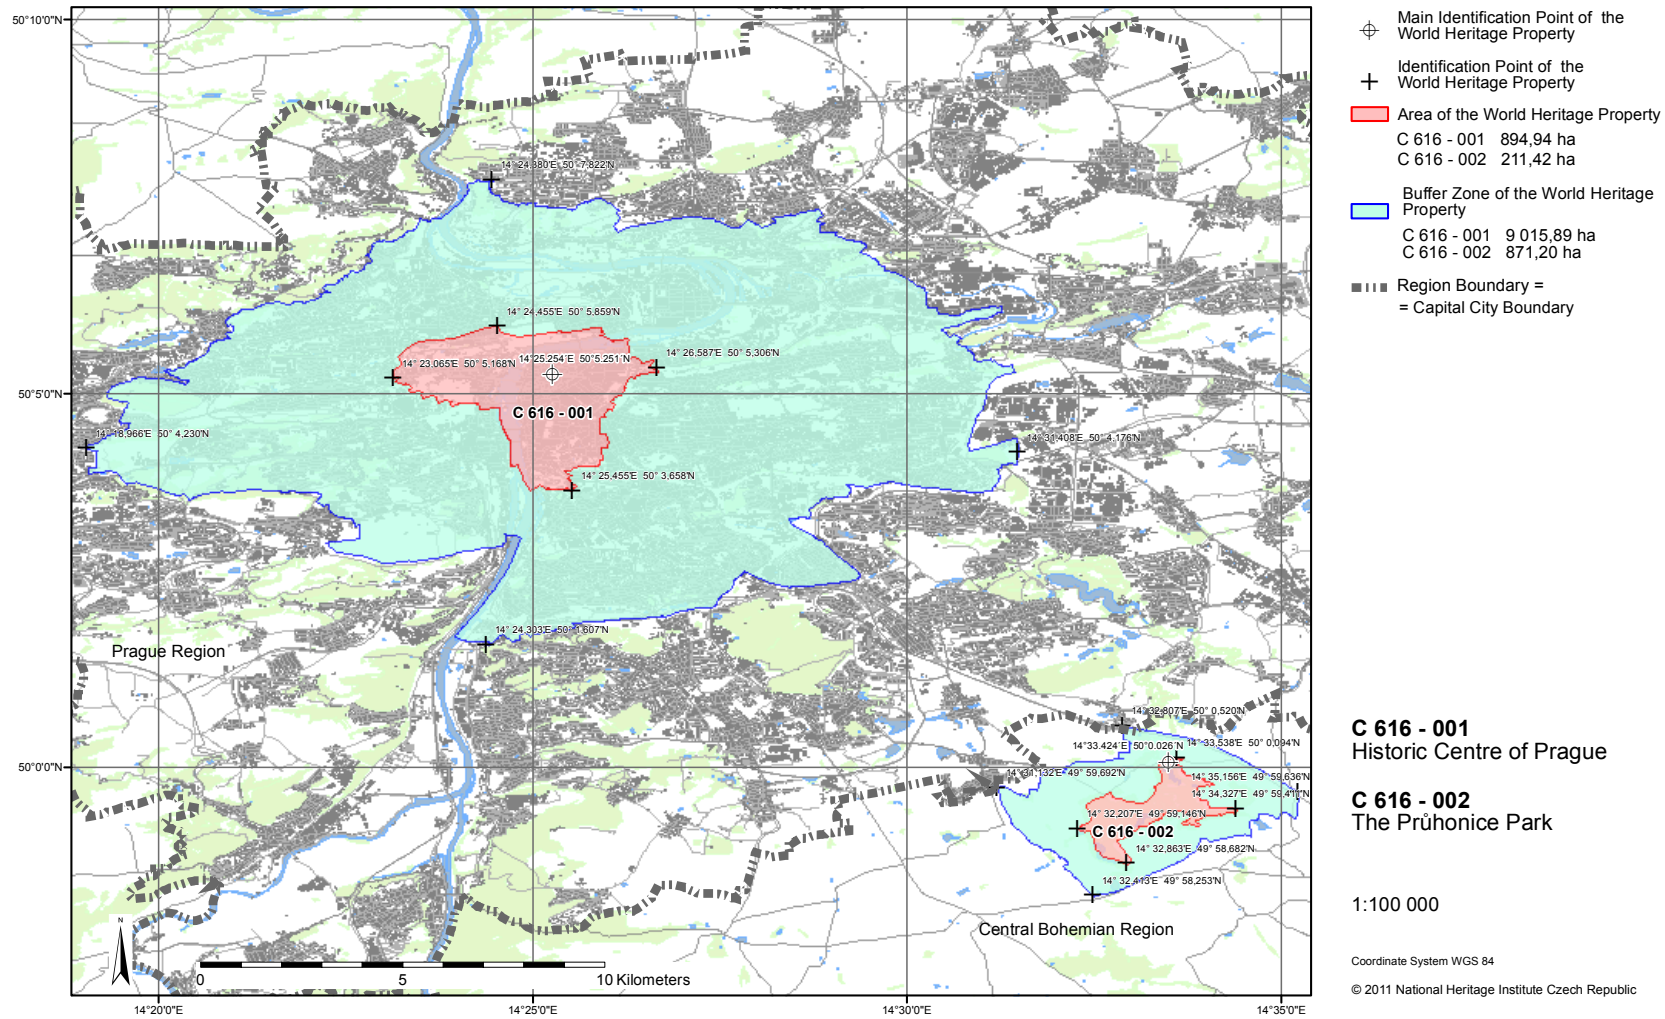 50°10'0"N
50°5'0"N
50°0'0"N
14°20'0"E
14°25'0"E
14°30'0"E
14°35'0"E
14° 24,380'E 50° 7,822'N
14° 24,455'E 50° 5,859'N
14° 23,065'E 50° 5,168'N
14°25.254´E 50°5.251´N
14° 26,587'E 50° 5,306'N
C 616 - 001
14° 18,966'E 50° 4,230'N
14° 31,408'E 50° 4,176'N
14° 25,455'E 50° 3,658'N
14° 24,303'E 50° 1,607'N
Prague Region
14° 32,807'E 50° 0,520'N
14°33.424´E 50°0.026´N
14° 33,538'E 50° 0,094'N
14° 31,132'E 49° 59,692'N
14° 35,156'E 49° 59,636'N
14° 34,327'E 49° 59,411'N
14° 32,207'E 49° 59,146'N
C 616 - 002
14° 32,863'E 49° 58,682'N
14° 32,413'E 49° 58,253'N
Central Bohemian Region
N
0 5 10 Kilometers
Main Identification Point of the
World Heritage Property
Identification Point of the
World Heritage Property
Area of the World Heritage Property
C 616 - 001 894,94 ha
C 616 - 002 211,42 ha
Buffer Zone of the World Heritage
Property
C 616 - 001 9 015,89 ha
C 616 - 002 871,20 ha
Region Boundary =
= Capital City Boundary
C 616 - 001
Historic Centre of Prague
C 616 - 002
The Průhonice Park
1:100 000
Coordinate System WGS 84
© 2011 National Heritage Institute Czech Republic